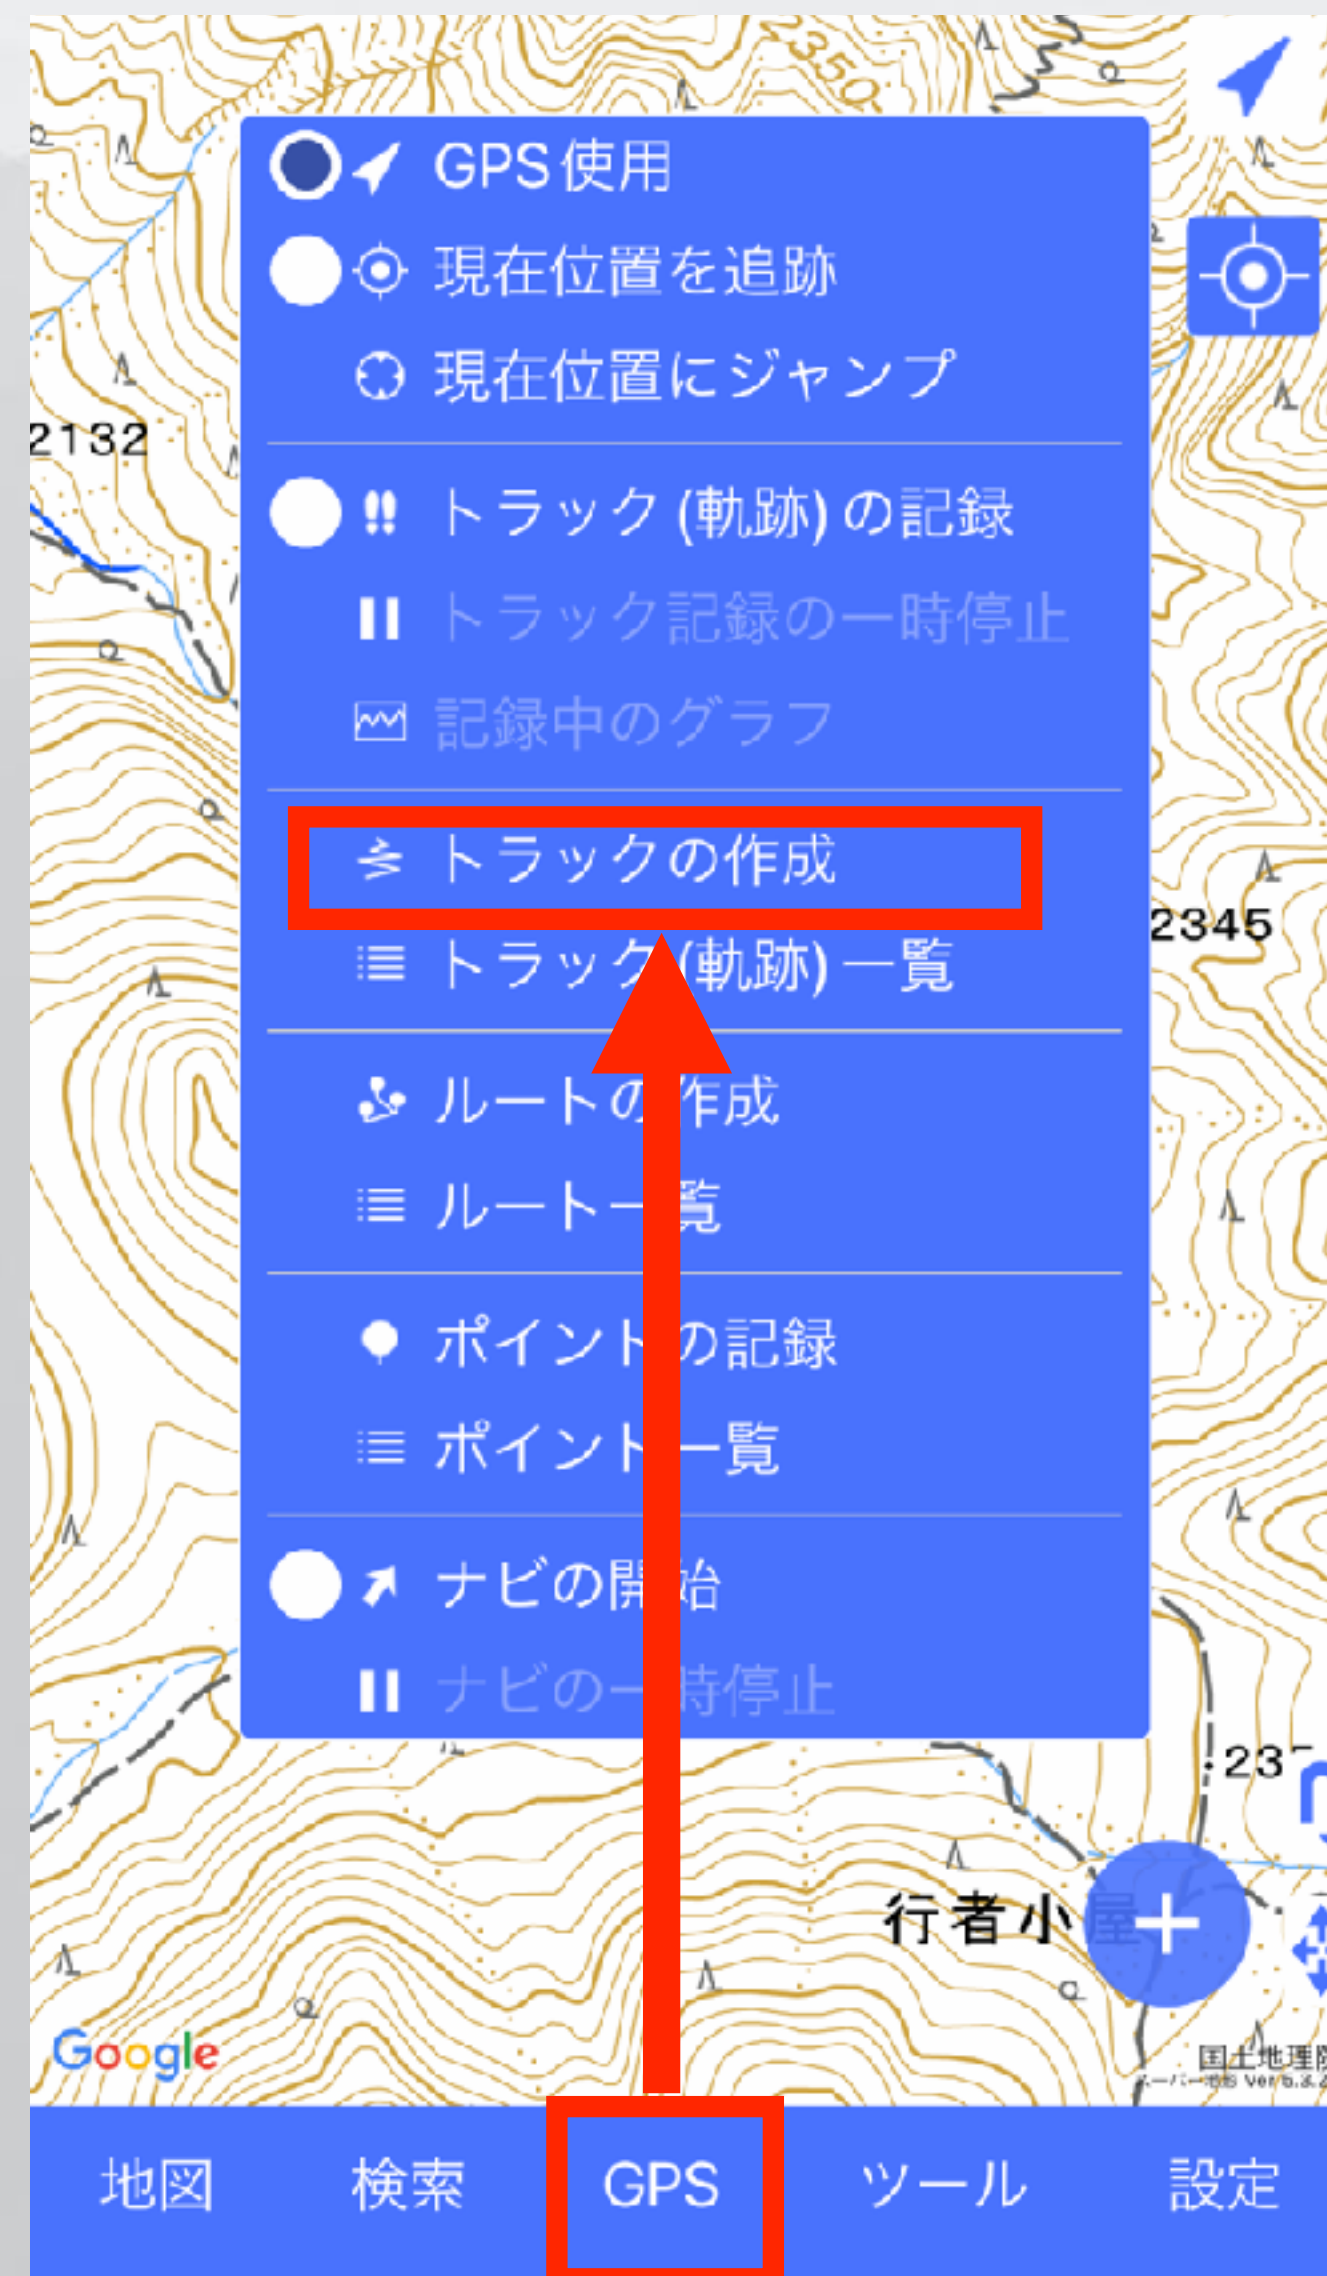 2350
GPS使用
現在位置を追跡
現在位置にジャンプ
2132
トラック(軌跡)の記録
トラック記録の一時停止
記録中のグラフ
トラックの作成
2345
トラック(軌跡)一覧
ルートの作成
ルート一覧
ポイントの記録
ポイント一覧
ナビの開始
ナビの一時停止
23
行者小屋
Google
国土地理院
地図
検索
GPS
ツール
設定